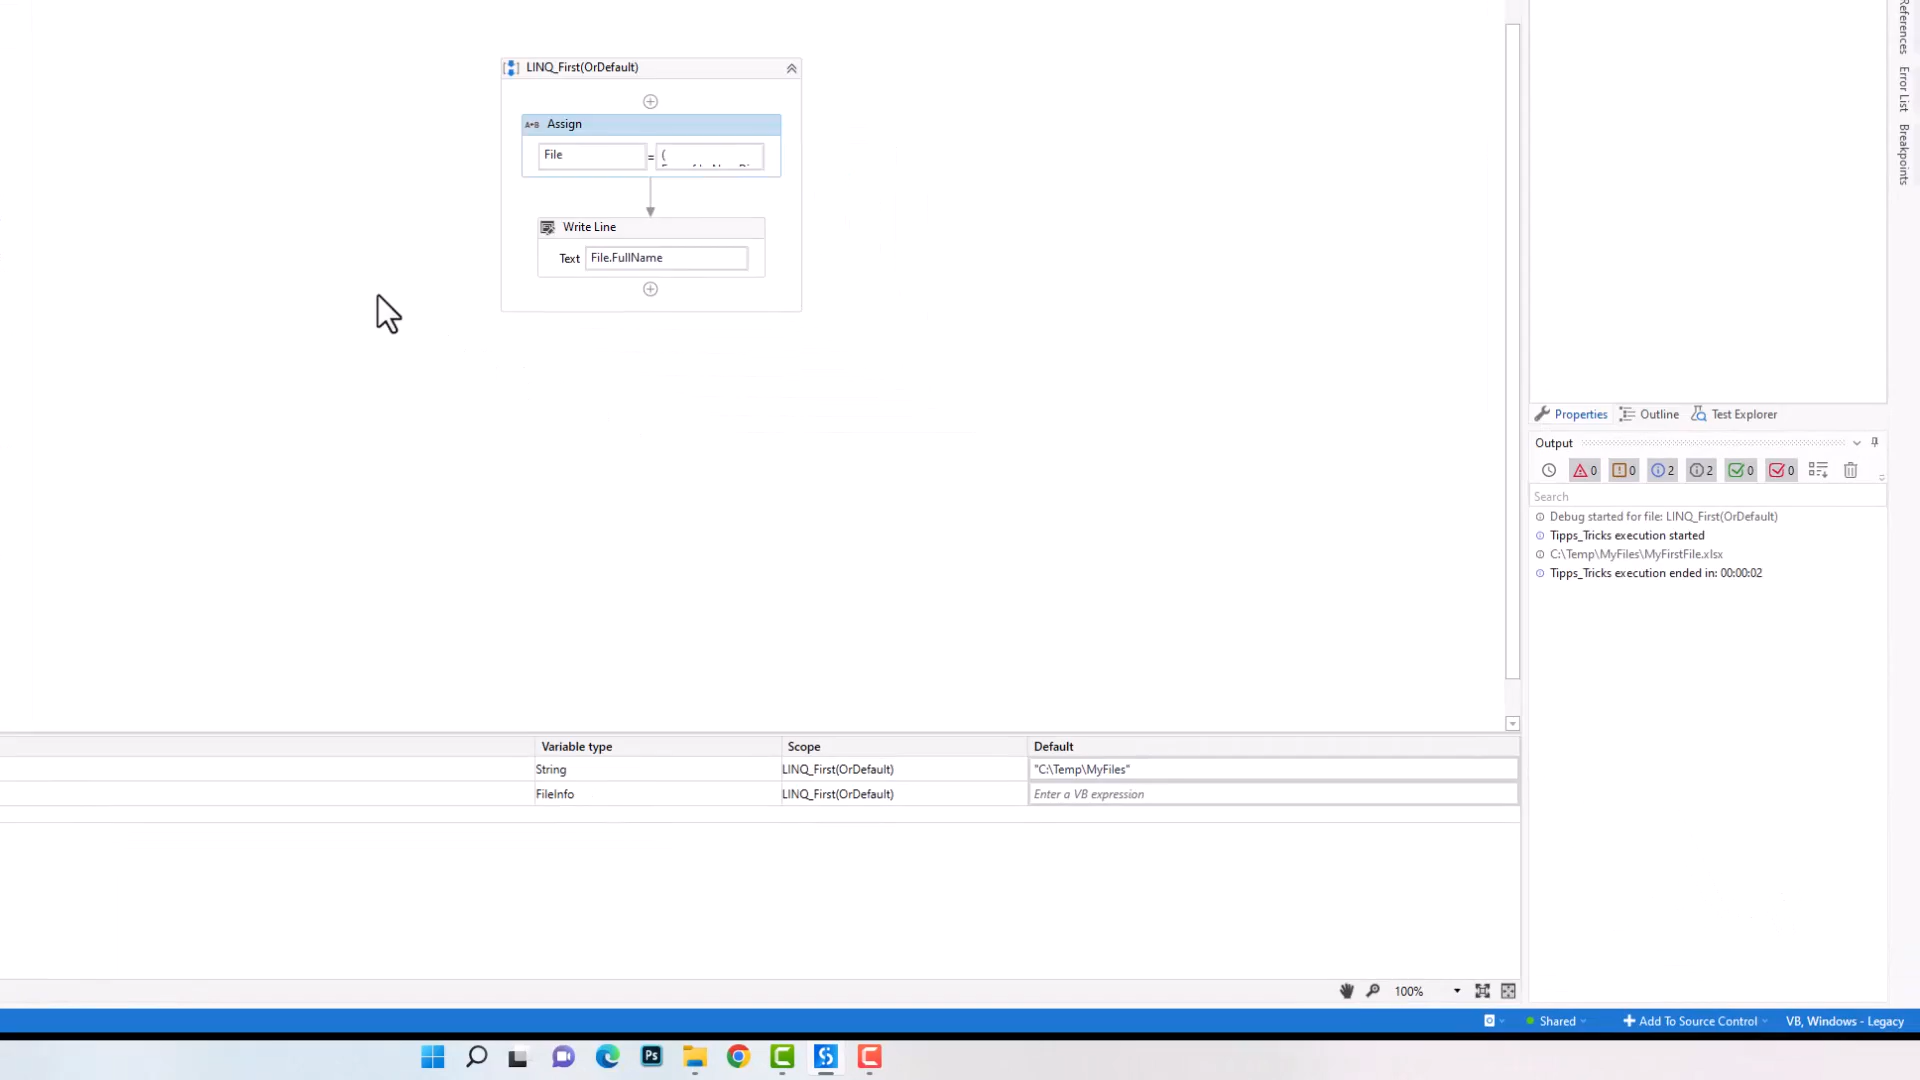 References
Error List
Breakpoints
LINQ_First(OrDefault)
A+B Assign
File = (
Write Line
Text File.FullName
Properties Outline Test Explorer
Output
0 0 2 2 0 0
Search
Debug started for file: LINQ_First(OrDefault)
Tipps_Tricks execution started
C:\Temp\MyFiles\MyFirstFile.xlsx
Tipps_Tricks execution ended in: 00:00:02
Variable type Scope Default
String LINQ_First(OrDefault) "C:\Temp\MyFiles"
FileInfo LINQ_First(OrDefault) Enter a VB expression
100%
Shared Add To Source Control VB, Windows - Legacy
Ps